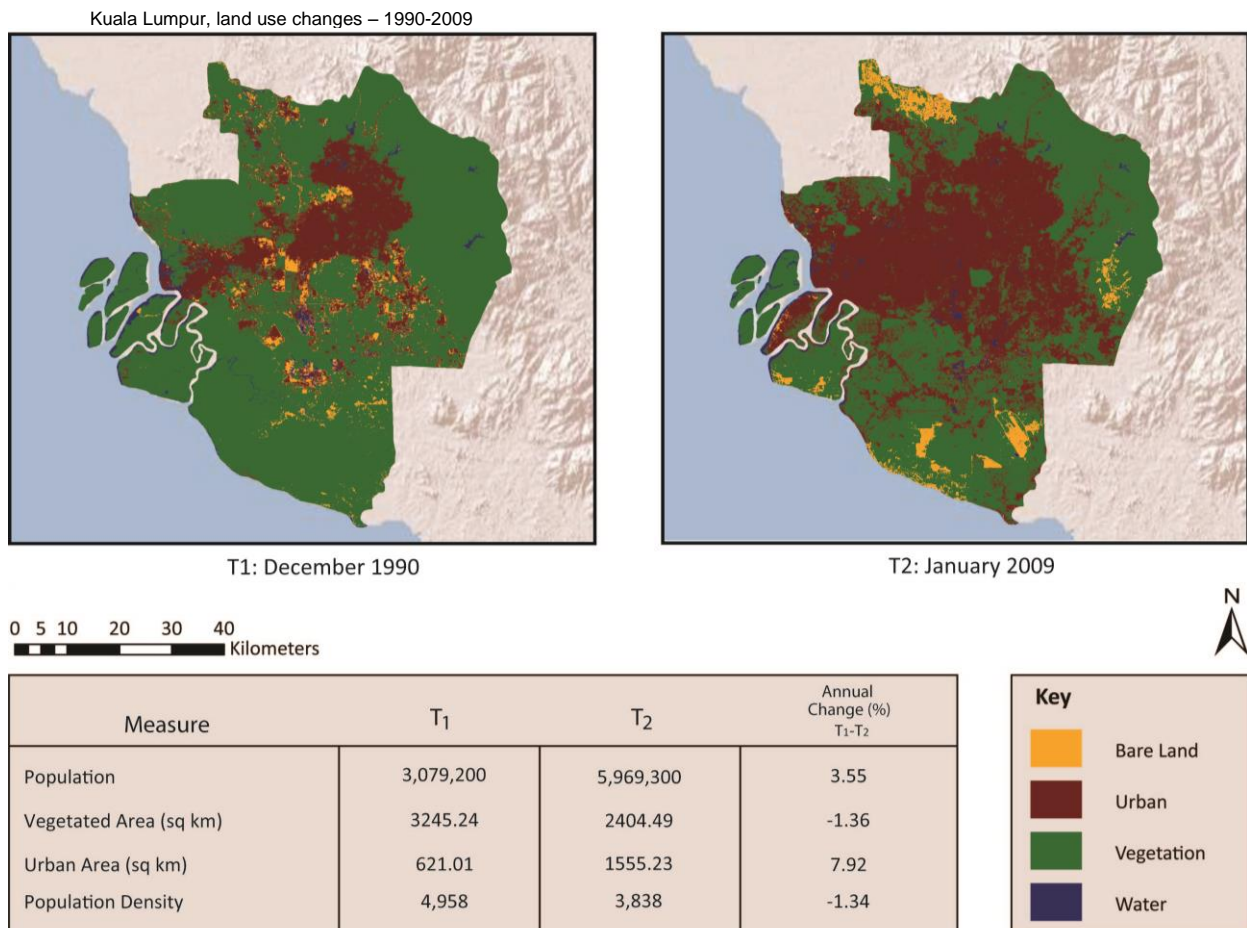 Kuala Lumpur, land use changes – 1990-2009
T1: December 1990
T2: January 2009
0 5 10 20 30 40
Kilometers
N
Measure T₁ T₂ Annual Change (%) T₁-T₂
Population 3,079,200 5,969,300 3.55
Vegetated Area (sq km) 3245.24 2404.49 -1.36
Urban Area (sq km) 621.01 1555.23 7.92
Population Density 4,958 3,838 -1.34
Key
Bare Land
Urban
Vegetation
Water